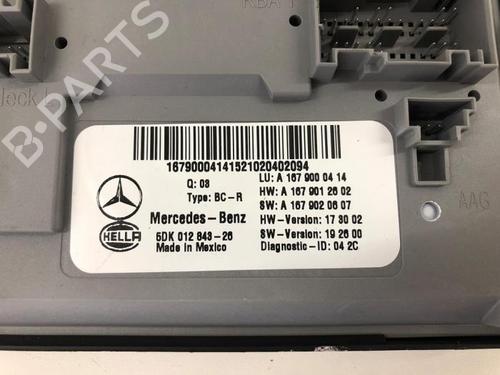 KBA 1
B-PARTS
AAG
16790004141521020402094
Q: 03
Type: BC-R
Mercedes-Benz
HELLA
5DK 012 843-26
Made in Mexico
LU: A 167 900 04 14
HW: A 167 901 26 02
SW: A 167 902 06 07
HW-Version: 17 30 02
SW-Version: 19 26 00
Diagnostic-ID: 04 2C